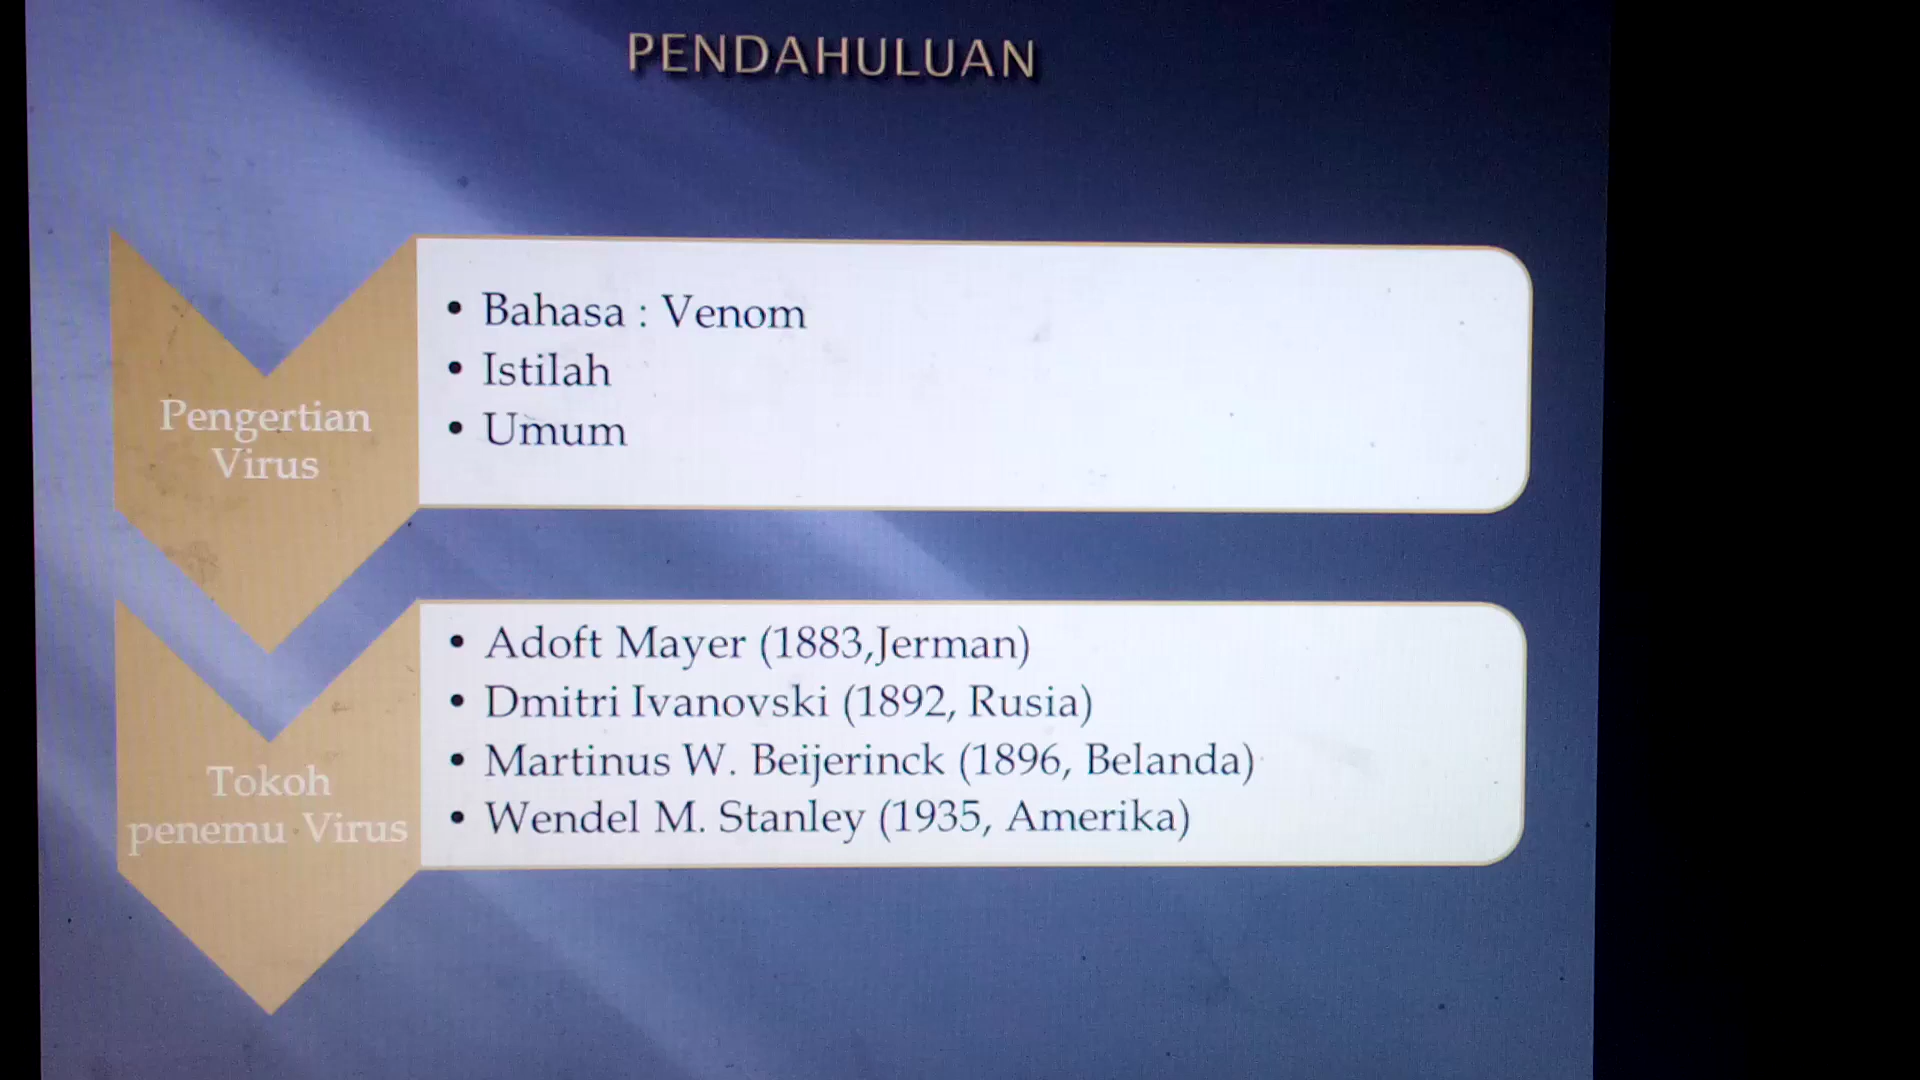 PENDAHULUAN
Pengertian
Virus
• Bahasa : Venom
• Istilah
• Umum
Tokoh
penemu Virus
• Adoft Mayer (1883,Jerman)
• Dmitri Ivanovski (1892, Rusia)
• Martinus W. Beijerinck (1896, Belanda)
• Wendel M. Stanley (1935, Amerika)